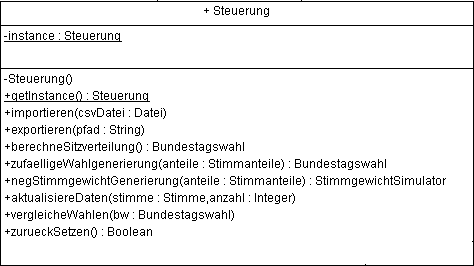 + Steuerung
-instance : Steuerung
-Steuerung()
+getInstance() : Steuerung
+importieren(csvDatei : Datei)
+exportieren(pfad : String)
+berechneSitzverteilung() : Bundestagswahl
+zufaelligeWahlgenerierung(anteile : Stimmanteile) : Bundestagswahl
+negStimmgewichtGenerierung(anteile : Stimmanteile) : StimmgewichtSimulator
+aktualisiereDaten(stimme : Stimme,anzahl : Integer)
+vergleicheWahlen(bw : Bundestagswahl)
+zurueckSetzen() : Boolean